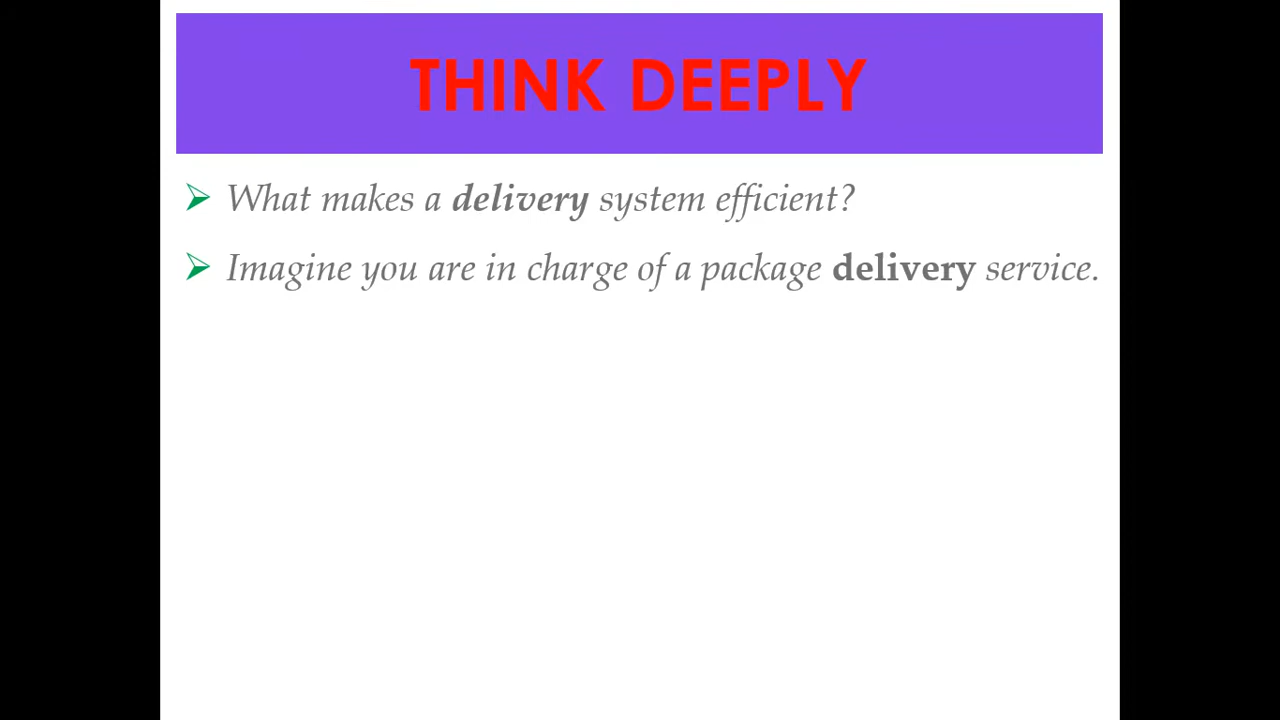 THINK DEEPLY
What makes a delivery system efficient?
Imagine you are in charge of a package delivery service.